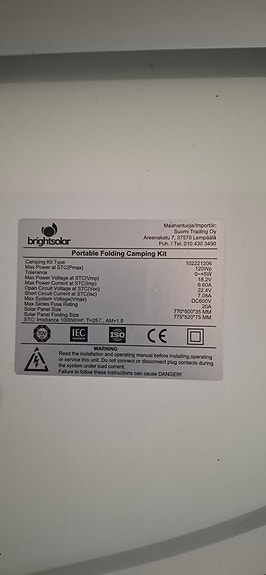 brightsolar
Maahantuoja/Importör:
Suomi Trading Oy
Areenakatu 7, 37570 Lempäälä
Puh. / Tel. 010 430 3490
Portable Folding Camping Kit
Camping Kit Type 102221206
Max Power at STC(Pmax) 120Wp
Tolerance 0~+5W
Max Power Voltage at STC(Vmp) 18.2V
Max Power Current at STC(Imp) 6.60A
Open Circuit Voltage at STC(Voc) 22.4V
Short Circuit Current at STC(Isc) 7.08A
Max System Voltage(Vmax) DC600V
Max Series Fuse Rating 20A
Solar Panel Size 770*500*35 MM
Solar Panel Folding Size 775*520*75 MM
STC: Irradiance 1000W/m², T=25℃, AM=1.5
TÜV IEC ISO CE
WARNING
Read the installation and operating manual before installing operating
or service this unit. Do not connect or disconnect plug contacts during
the system under load current.
Failure to follow these instructions can cause DANGER!